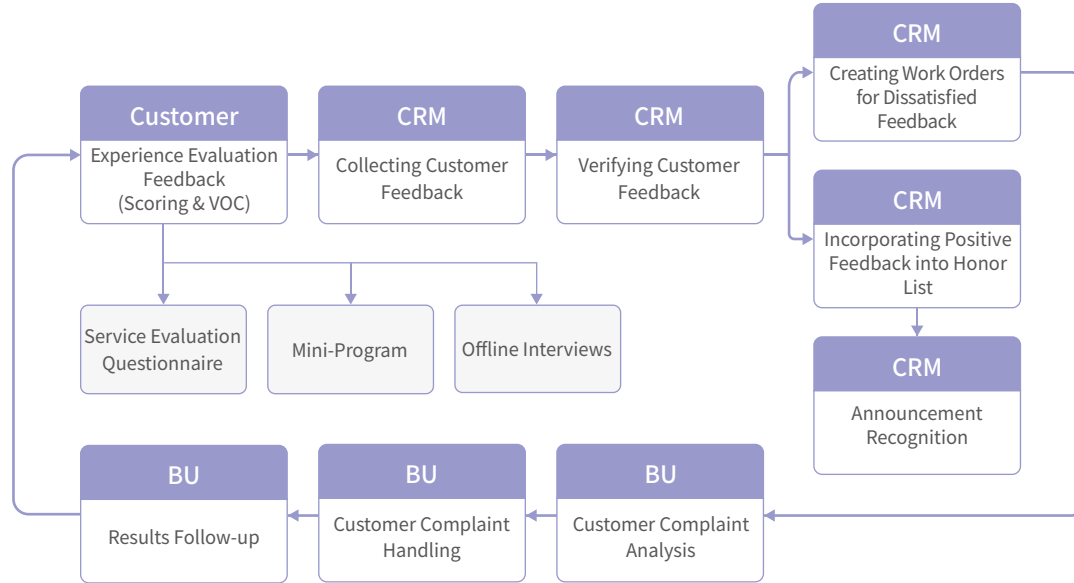 Customer
Experience Evaluation
Feedback
(Scoring & VOC)
CRM
Collecting Customer
Feedback
CRM
Verifying Customer
Feedback
CRM
Creating Work Orders
for Dissatisfied
Feedback
CRM
Incorporating Positive
Feedback into Honor
List
CRM
Announcement
Recognition
Service Evaluation
Questionnaire
Mini-Program
Offline Interviews
BU
Results Follow-up
BU
Customer Complaint
Handling
BU
Customer Complaint
Analysis